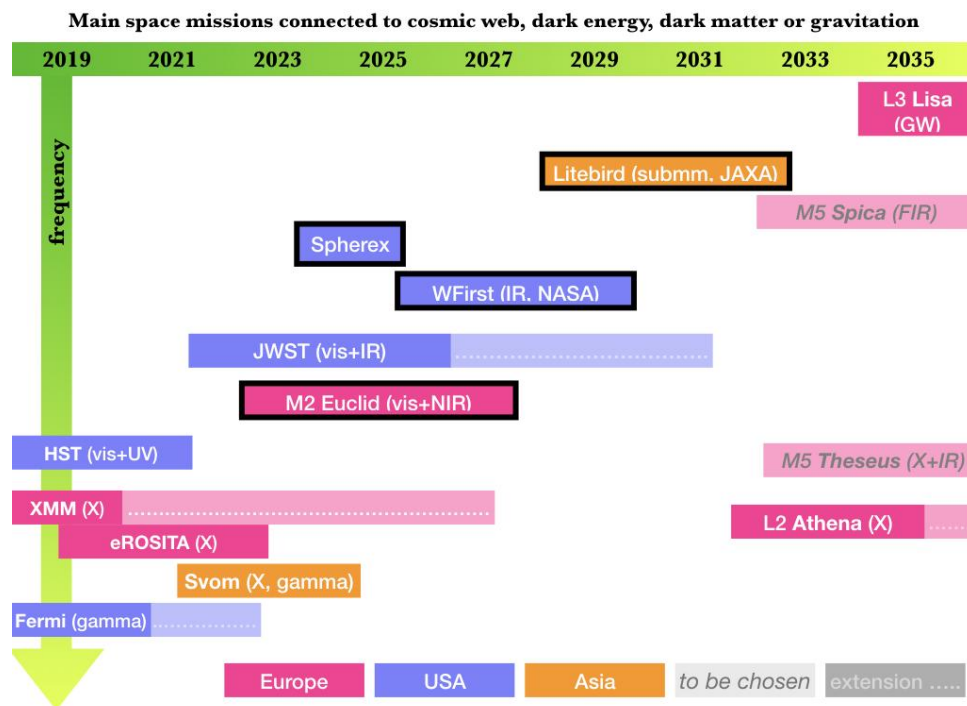 Main space missions connected to cosmic web, dark energy, dark matter or gravitation
2019 2021 2023 2025 2027 2029 2031 2033 2035
frequency
L3 Lisa
(GW)
Litebird (submm, JAXA)
M5 Spica (FIR)
Spherex
WFirst (IR, NASA)
JWST (vis+IR)
M2 Euclid (vis+NIR)
HST (vis+UV)
M5 Theseus (X+IR)
XMM (X)
L2 Athena (X)
eROSITA (X)
Svom (X, gamma)
Fermi (gamma)
Europe USA Asia to be chosen extension .....